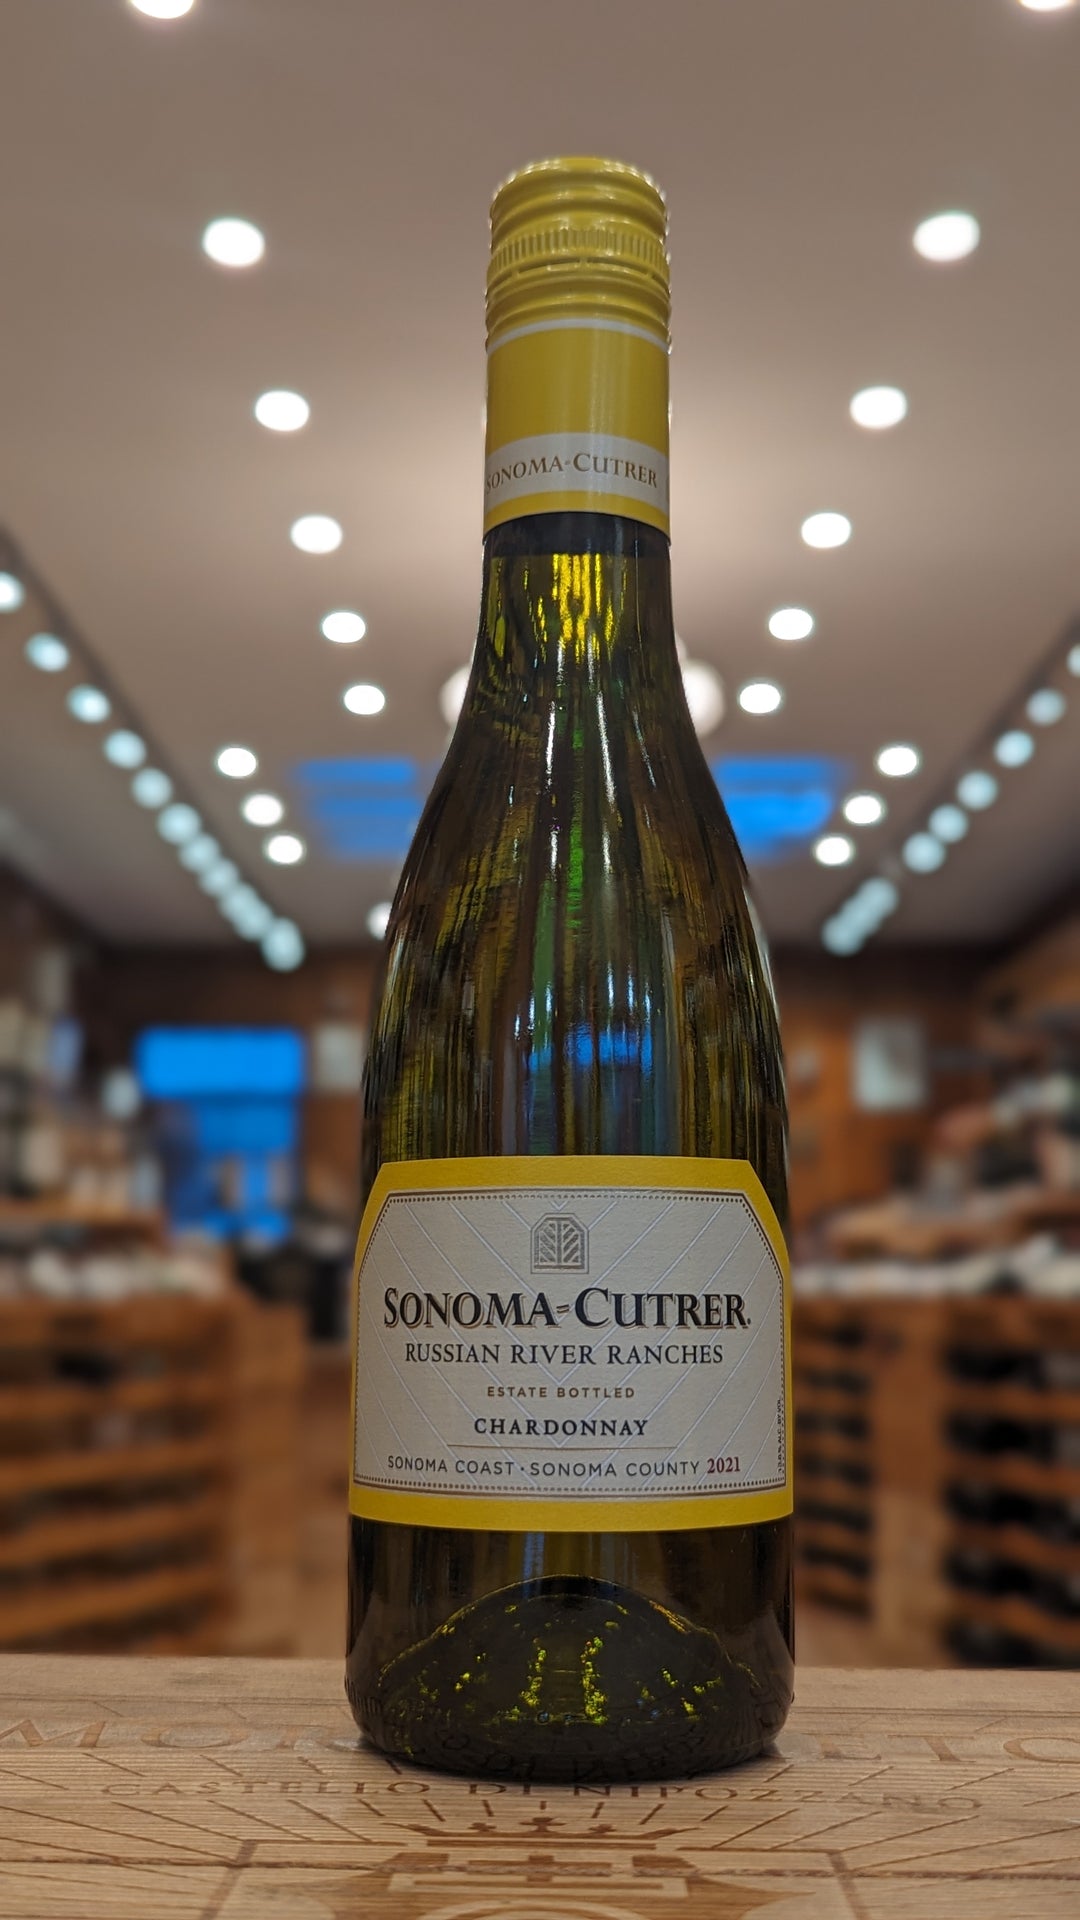 SONOMA-CUTRER
SONOMA-CUTRER
RUSSIAN RIVER RANCHES
ESTATE BOTTLED
CHARDONNAY
SONOMA COAST · SONOMA COUNTY 2021
CASTELLO DI NIPOZZANO